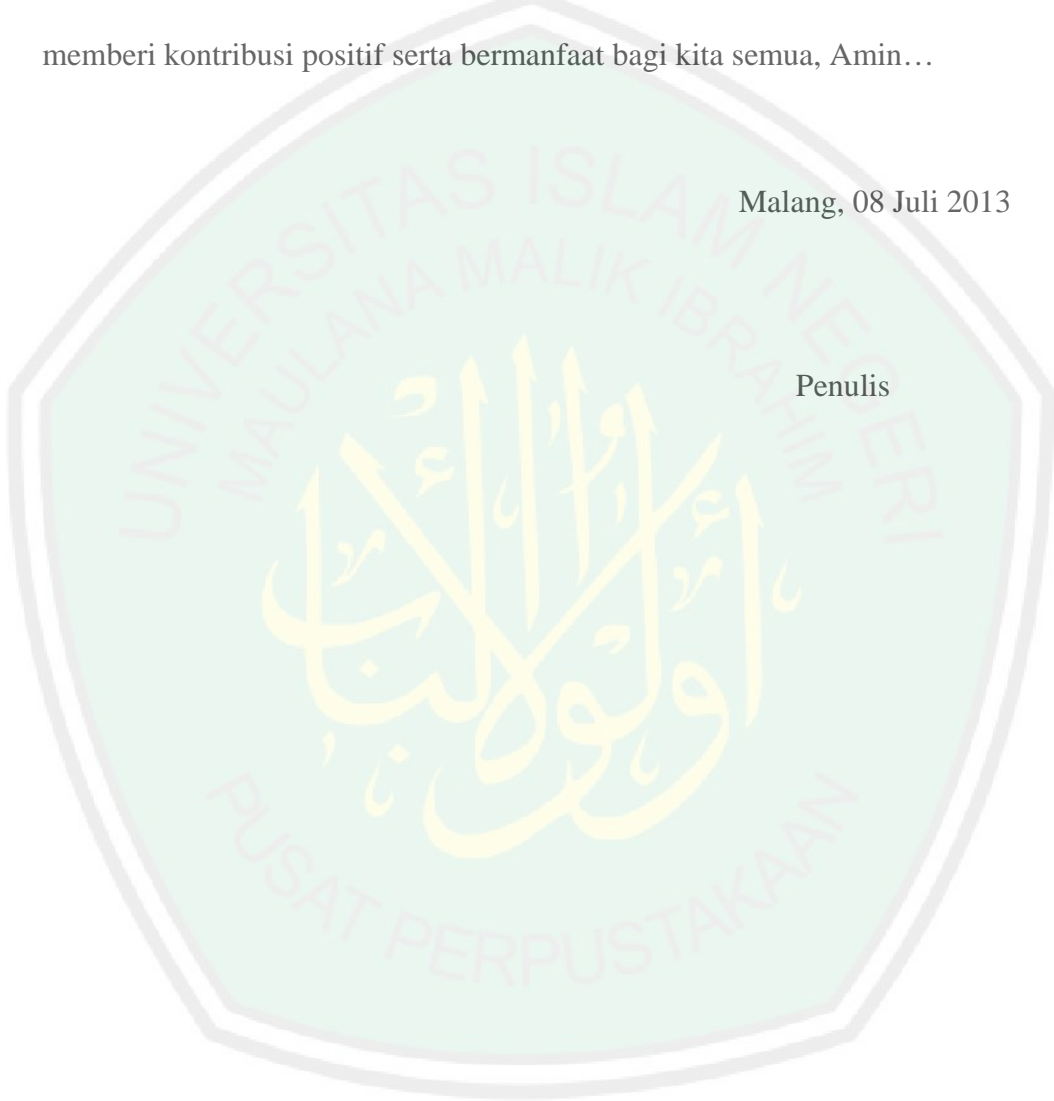 memberi kontribusi positif serta bermanfaat bagi kita semua, Amin…
Malang, 08 Juli 2013
Penulis
UNIVERSITAS ISLAM NEGERI
MAULANA MALIK IBRAHIM
PUSAT PERPUSTAKAAN